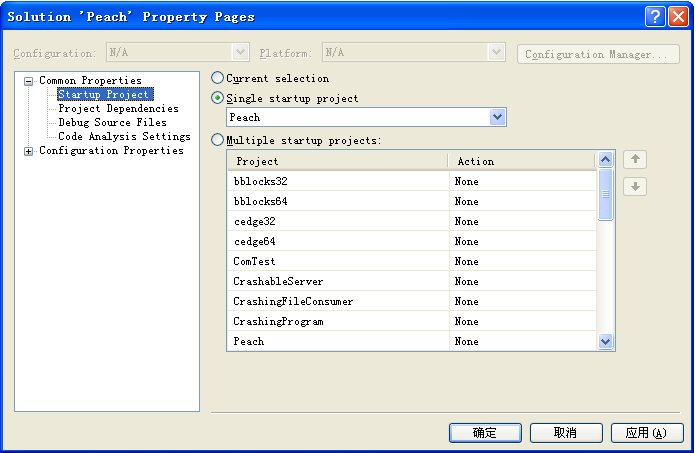 Solution 'Peach' Property Pages
Configuration: N/A Platform: N/A Configuration Manager...
Common Properties
Startup Project
Project Dependencies
Debug Source Files
Code Analysis Settings
Configuration Properties
Current selection
Single startup project
Peach
Multiple startup projects:
Project Action
bblocks32 None
bblocks64 None
cedge32 None
cedge64 None
ComTest None
CrashableServer None
CrashingFileConsumer None
CrashingProgram None
Peach None
确定 取消 应用(A)